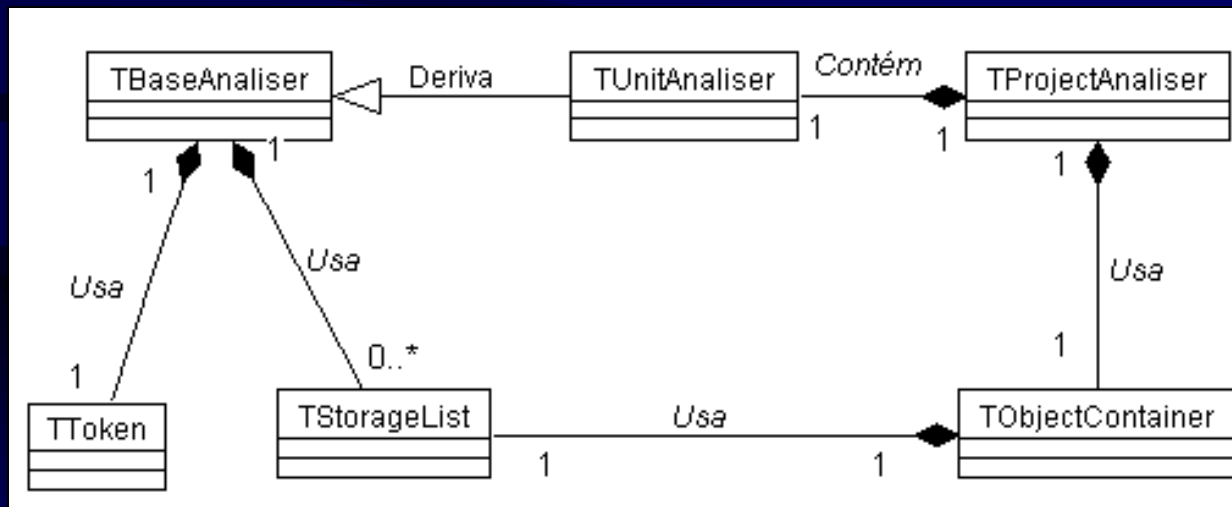 TBaseAnaliser
Deriva
TUnitAnaliser
Contém
TProjectAnaliser
1
1
1
1
1
1
Usa
Usa
Usa
1
0..*
1
TToken
TStorageList
Usa
TObjectContainer
1
1